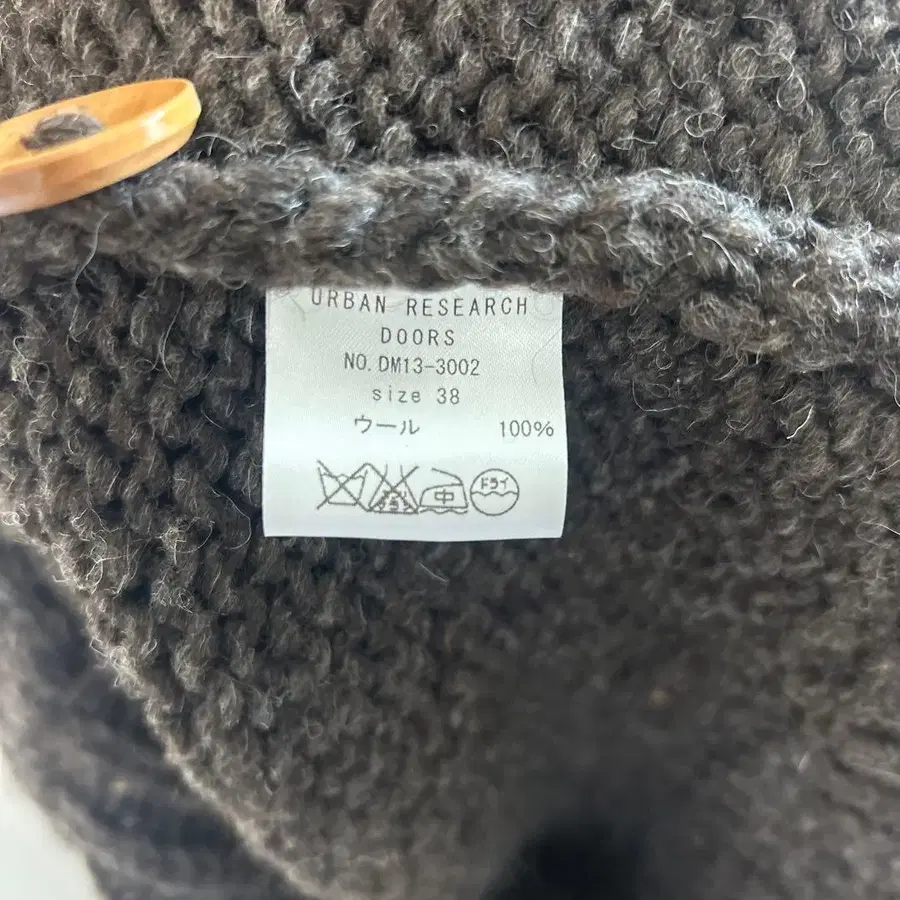 URBAN RESEARCH
DOORS
NO. DM13-3002
size 38
ウール 100%
中 ドライ